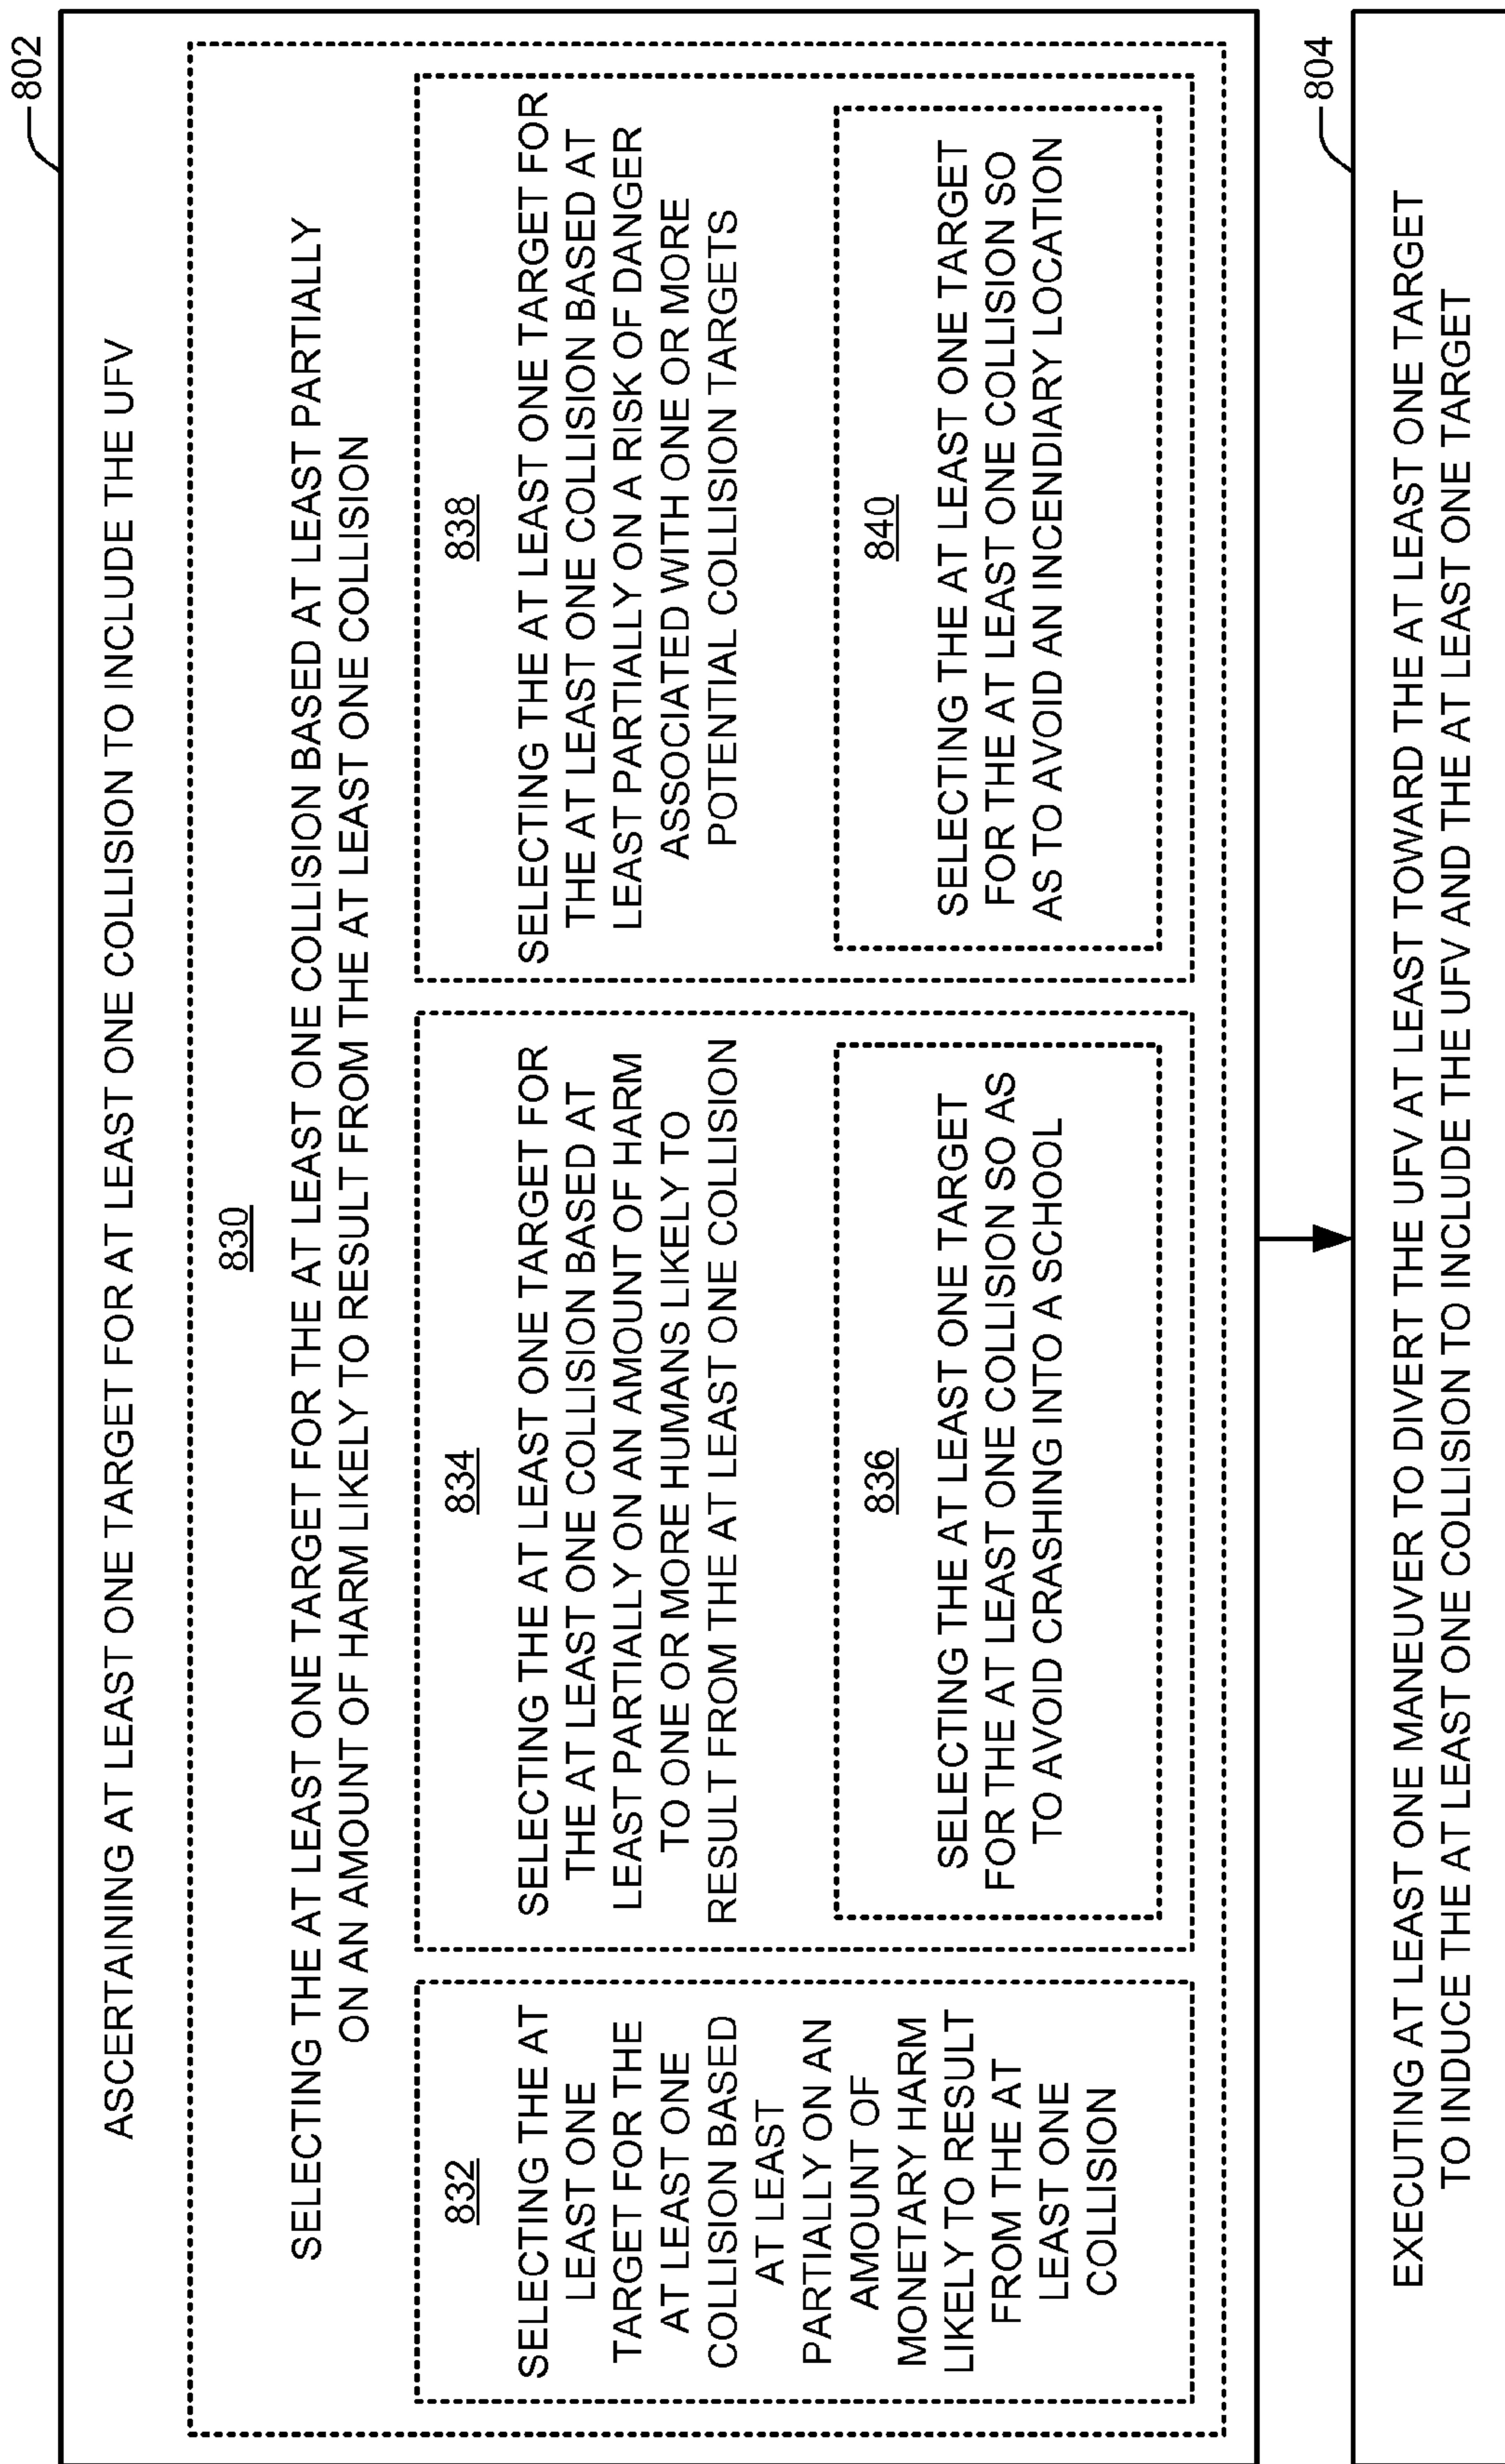 802
ASCERTAINING AT LEAST ONE TARGET FOR AT LEAST ONE COLLISION TO INCLUDE THE UFV
830
SELECTING THE AT LEAST ONE TARGET FOR THE AT LEAST ONE COLLISION BASED AT LEAST PARTIALLY
ON AN AMOUNT OF HARM LIKELY TO RESULT FROM THE AT LEAST ONE COLLISION
832
SELECTING THE AT
LEAST ONE
TARGET FOR THE
AT LEAST ONE
COLLISION BASED
AT LEAST
PARTIALLY ON AN
AMOUNT OF
MONETARY HARM
LIKELY TO RESULT
FROM THE AT
LEAST ONE
COLLISION
834
SELECTING THE AT LEAST ONE TARGET FOR
THE AT LEAST ONE COLLISION BASED AT
LEAST PARTIALLY ON AN AMOUNT OF HARM
TO ONE OR MORE HUMANS LIKELY TO
RESULT FROM THE AT LEAST ONE COLLISION
836
SELECTING THE AT LEAST ONE TARGET
FOR THE AT LEAST ONE COLLISION SO AS
TO AVOID CRASHING INTO A SCHOOL
838
SELECTING THE AT LEAST ONE TARGET FOR
THE AT LEAST ONE COLLISION BASED AT
LEAST PARTIALLY ON A RISK OF DANGER
ASSOCIATED WITH ONE OR MORE
POTENTIAL COLLISION TARGETS
840
SELECTING THE AT LEAST ONE TARGET
FOR THE AT LEAST ONE COLLISION SO
AS TO AVOID AN INCENDIARY LOCATION
804
EXECUTING AT LEAST ONE MANEUVER TO DIVERT THE UFV AT LEAST TOWARD THE AT LEAST ONE TARGET
TO INDUCE THE AT LEAST ONE COLLISION TO INCLUDE THE UFV AND THE AT LEAST ONE TARGET